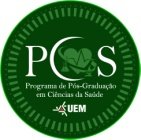 PCS
Programa de Pós-Graduação
em Ciências da Saúde
UEM